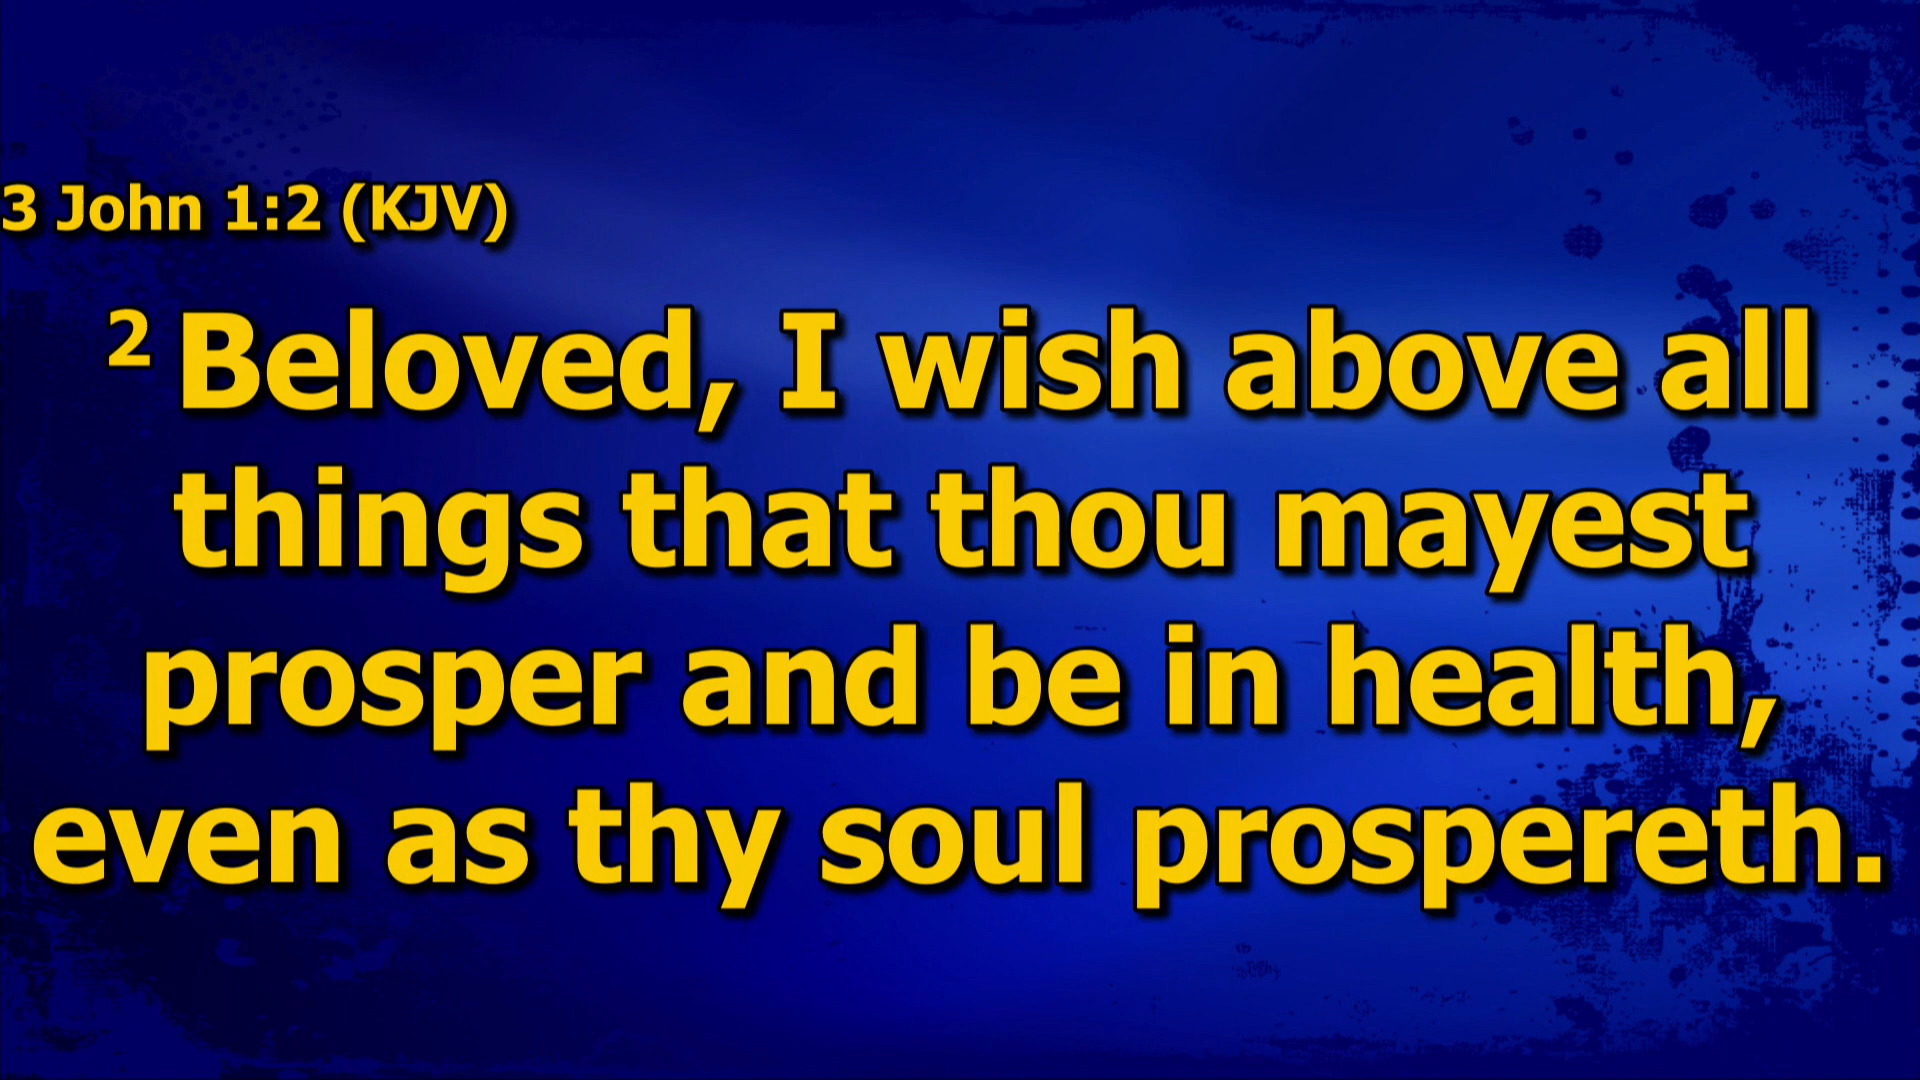 3 John 1:2 (KJV)
2 Beloved, I wish above all
things that thou mayest
prosper and be in health,
even as thy soul prospereth.